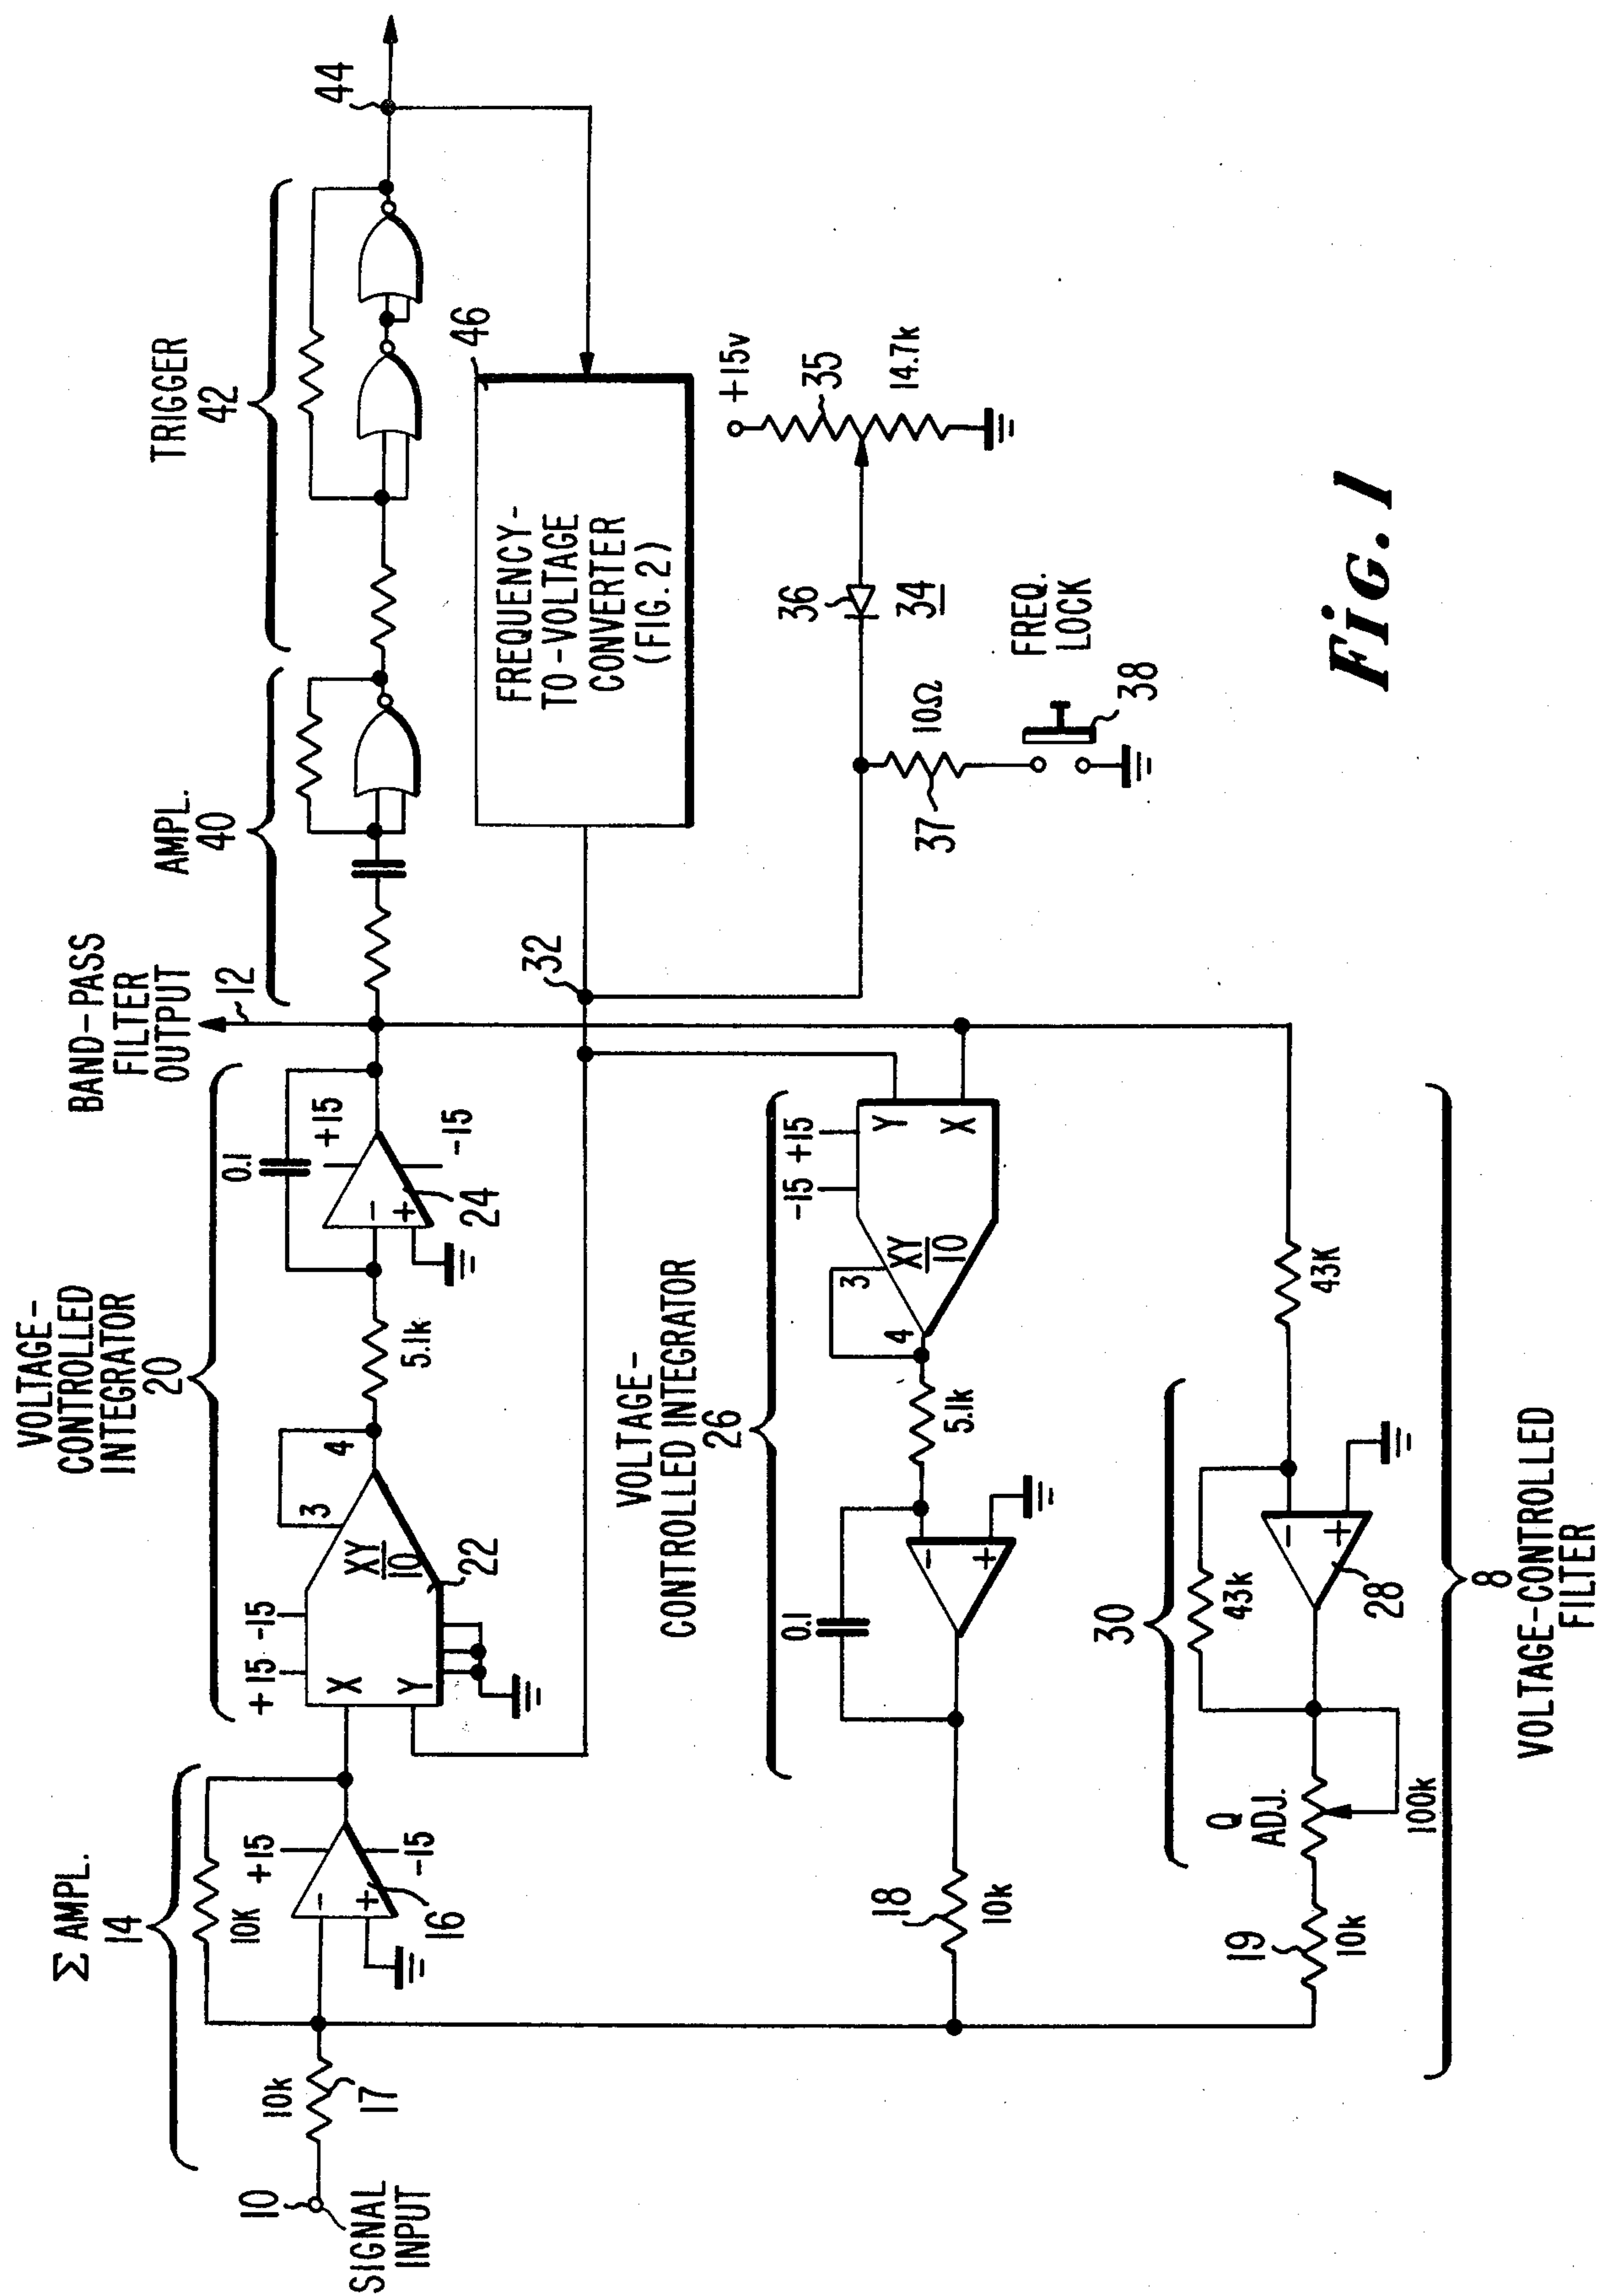 VOLTAGE-
CONTROLLED
INTEGRATOR
20
BAND-PASS
FILTER
OUTPUT
12
AMPL.
40
TRIGGER
42
44
Σ AMPL.
14
10K
+15
-15
16
10k
17
10
SIGNAL
INPUT
+15
-15
X
Y
XY
10
3
4
22
5.1k
0.1
+15
-15
-
+
24
-
+
32
46
FREQUENCY-
TO-VOLTAGE
CONVERTER
(FIG. 2)
+15v
35
14.7k
36
34
10Ω
37
FREQ.
LOCK
38
VOLTAGE-
CONTROLLED INTEGRATOR
26
-15
+15
Y
X
XY
10
3
4
5.1k
0.1
-
+
18
10k
30
43k
43K
-
+
28
Q
ADJ.
100k
19
10k
8
VOLTAGE-CONTROLLED
FILTER
Fig. 1